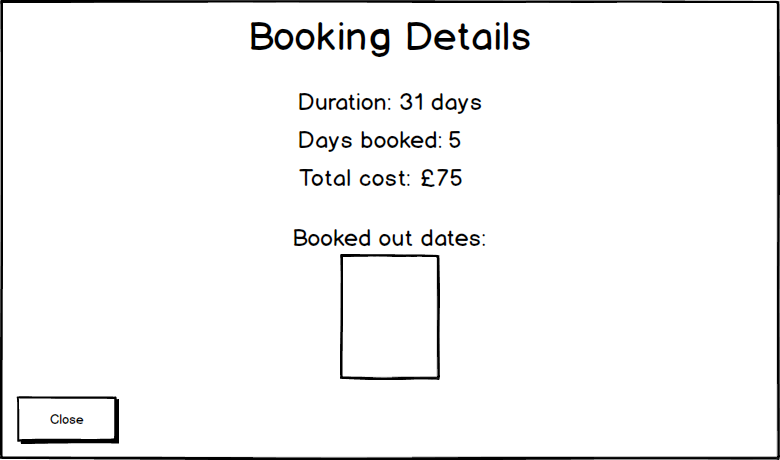 Booking Details
Duration: 31 days
Days booked: 5
Total cost: £75
Booked out dates:
Close